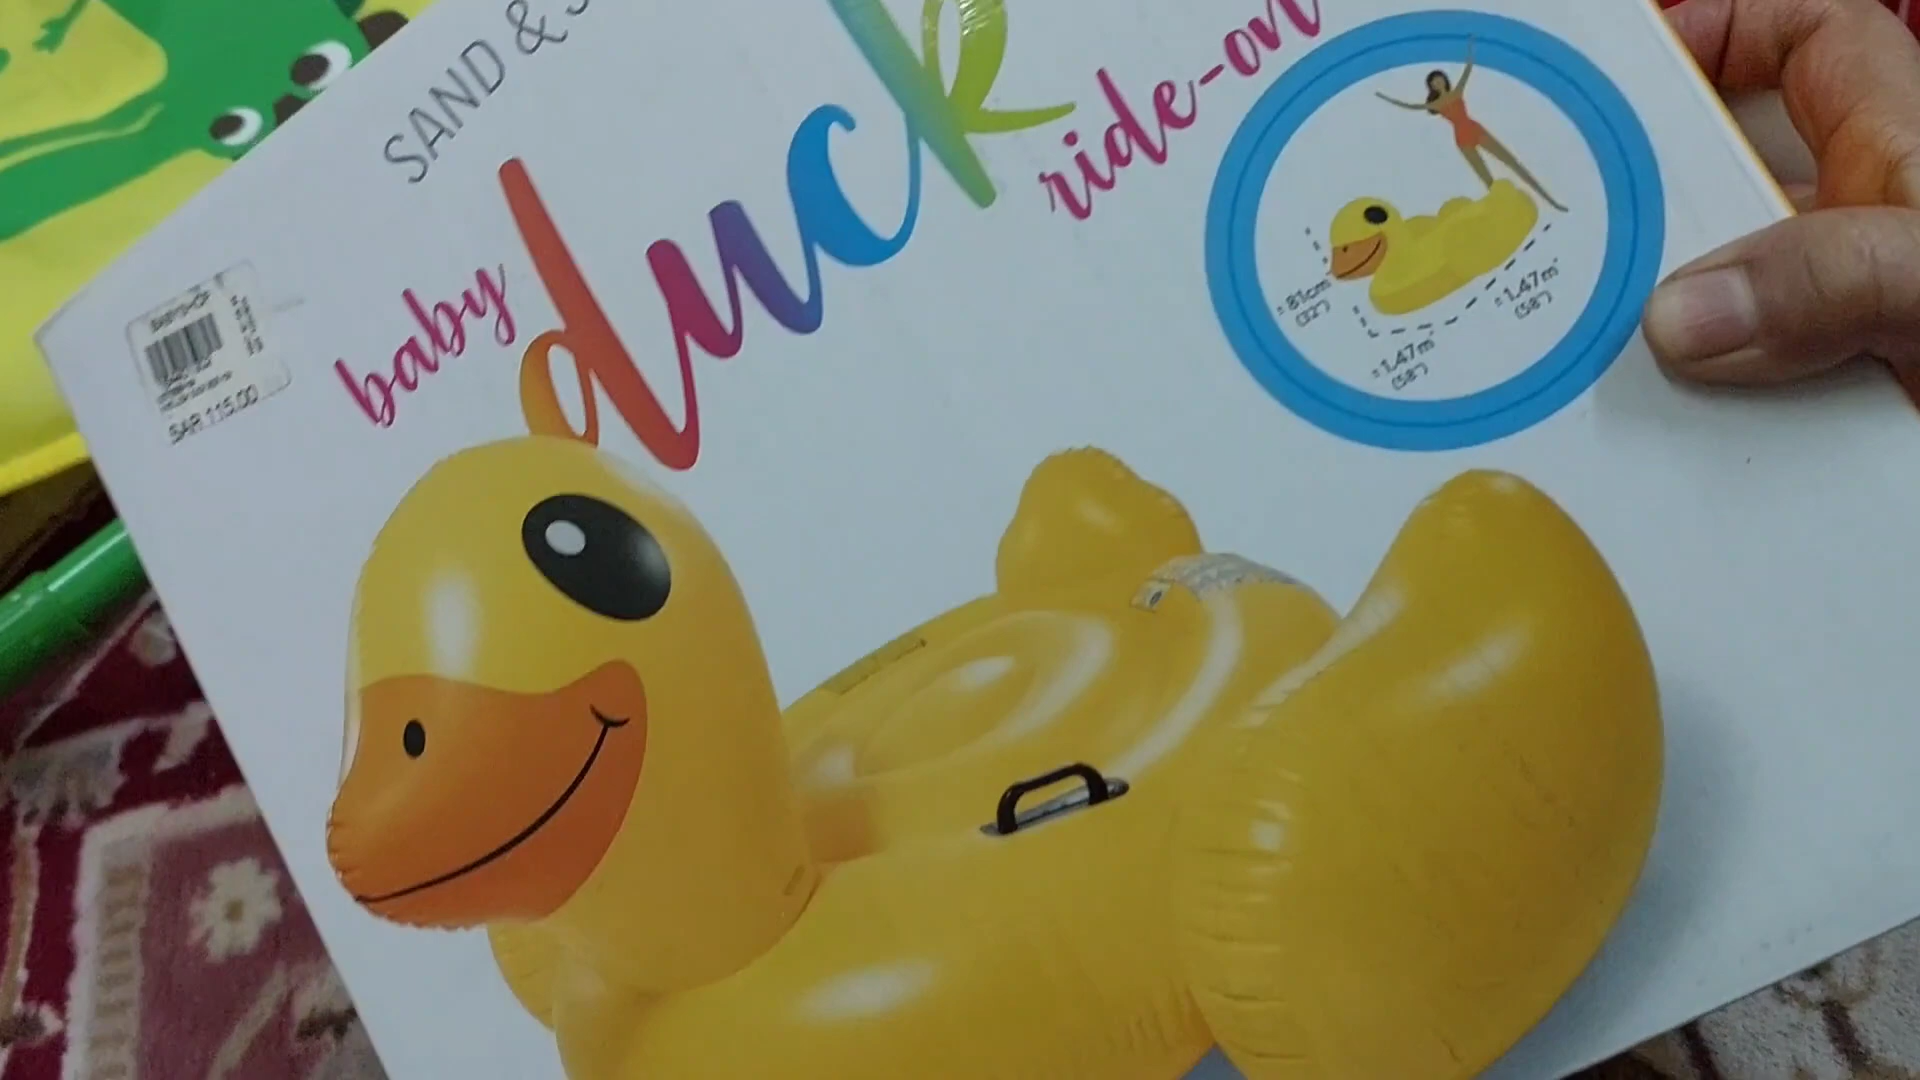 SAND &
baby duck ride-on
SAR 115.00
= 81cm
(32")
= 1.47m
(58")
= 1.47m
(58")